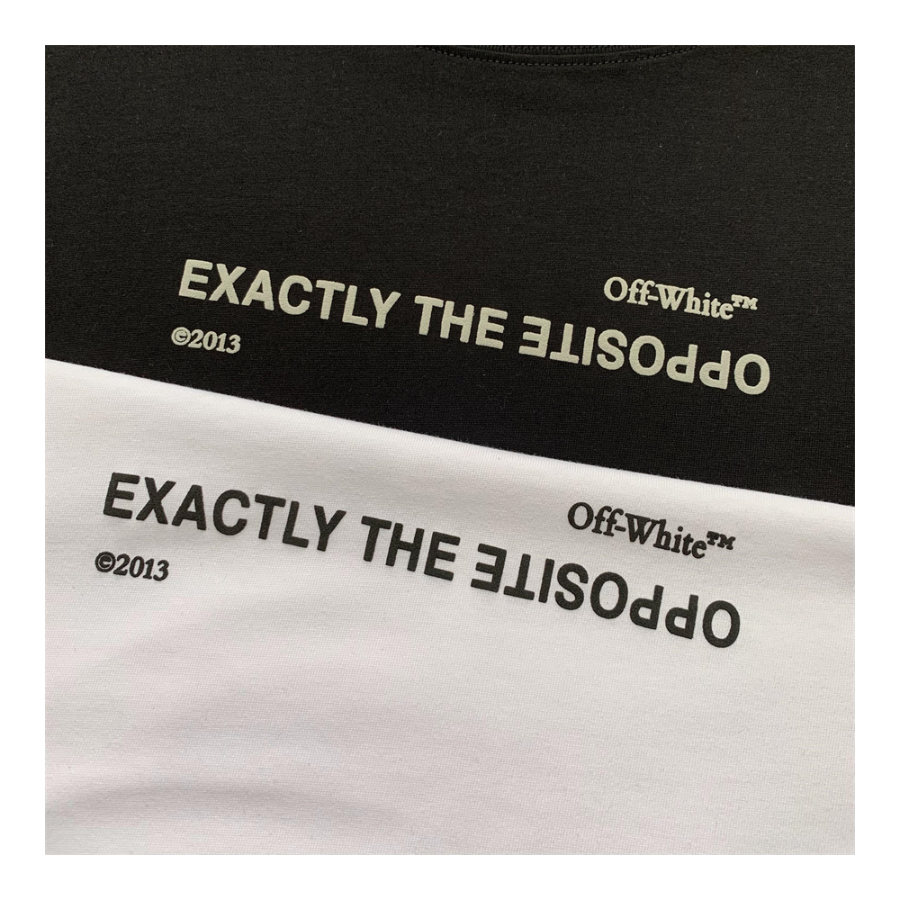 Off-White™
EXACTLY THE OPPOSITE
©2013
Off-White™
EXACTLY THE OPPOSITE
©2013